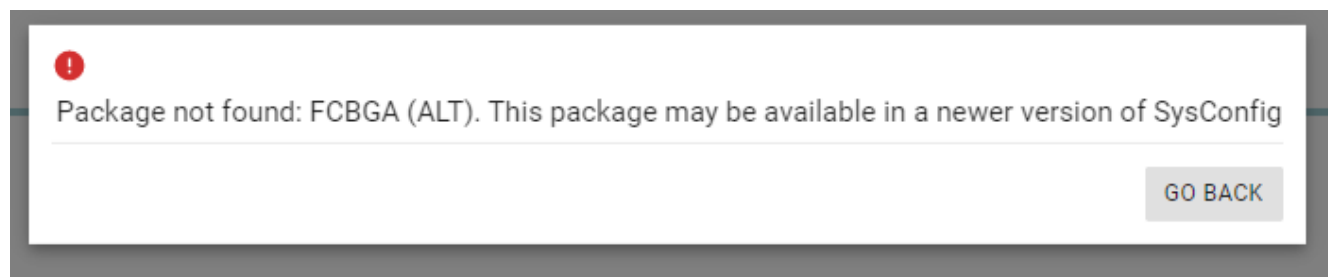 Package not found: FCBGA (ALT). This package may be available in a newer version of SysConfig
GO BACK